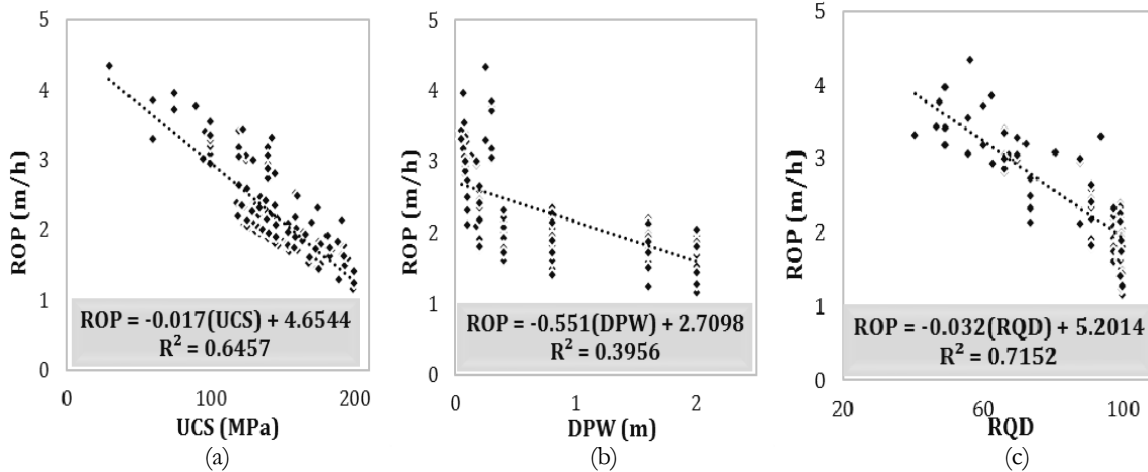 5
4
3
2
1
0
ROP (m/h)
ROP = -0.017(UCS) + 4.6544
R² = 0.6457
0 100 200
UCS (MPa)
(a)
5
4
3
2
1
0
ROP (m/h)
ROP = -0.551(DPW) + 2.7098
R² = 0.3956
0 1 2
DPW (m)
(b)
5
4
3
2
1
0
ROP (m/h)
ROP = -0.032(RQD) + 5.2014
R² = 0.7152
20 60 100
RQD
(c)